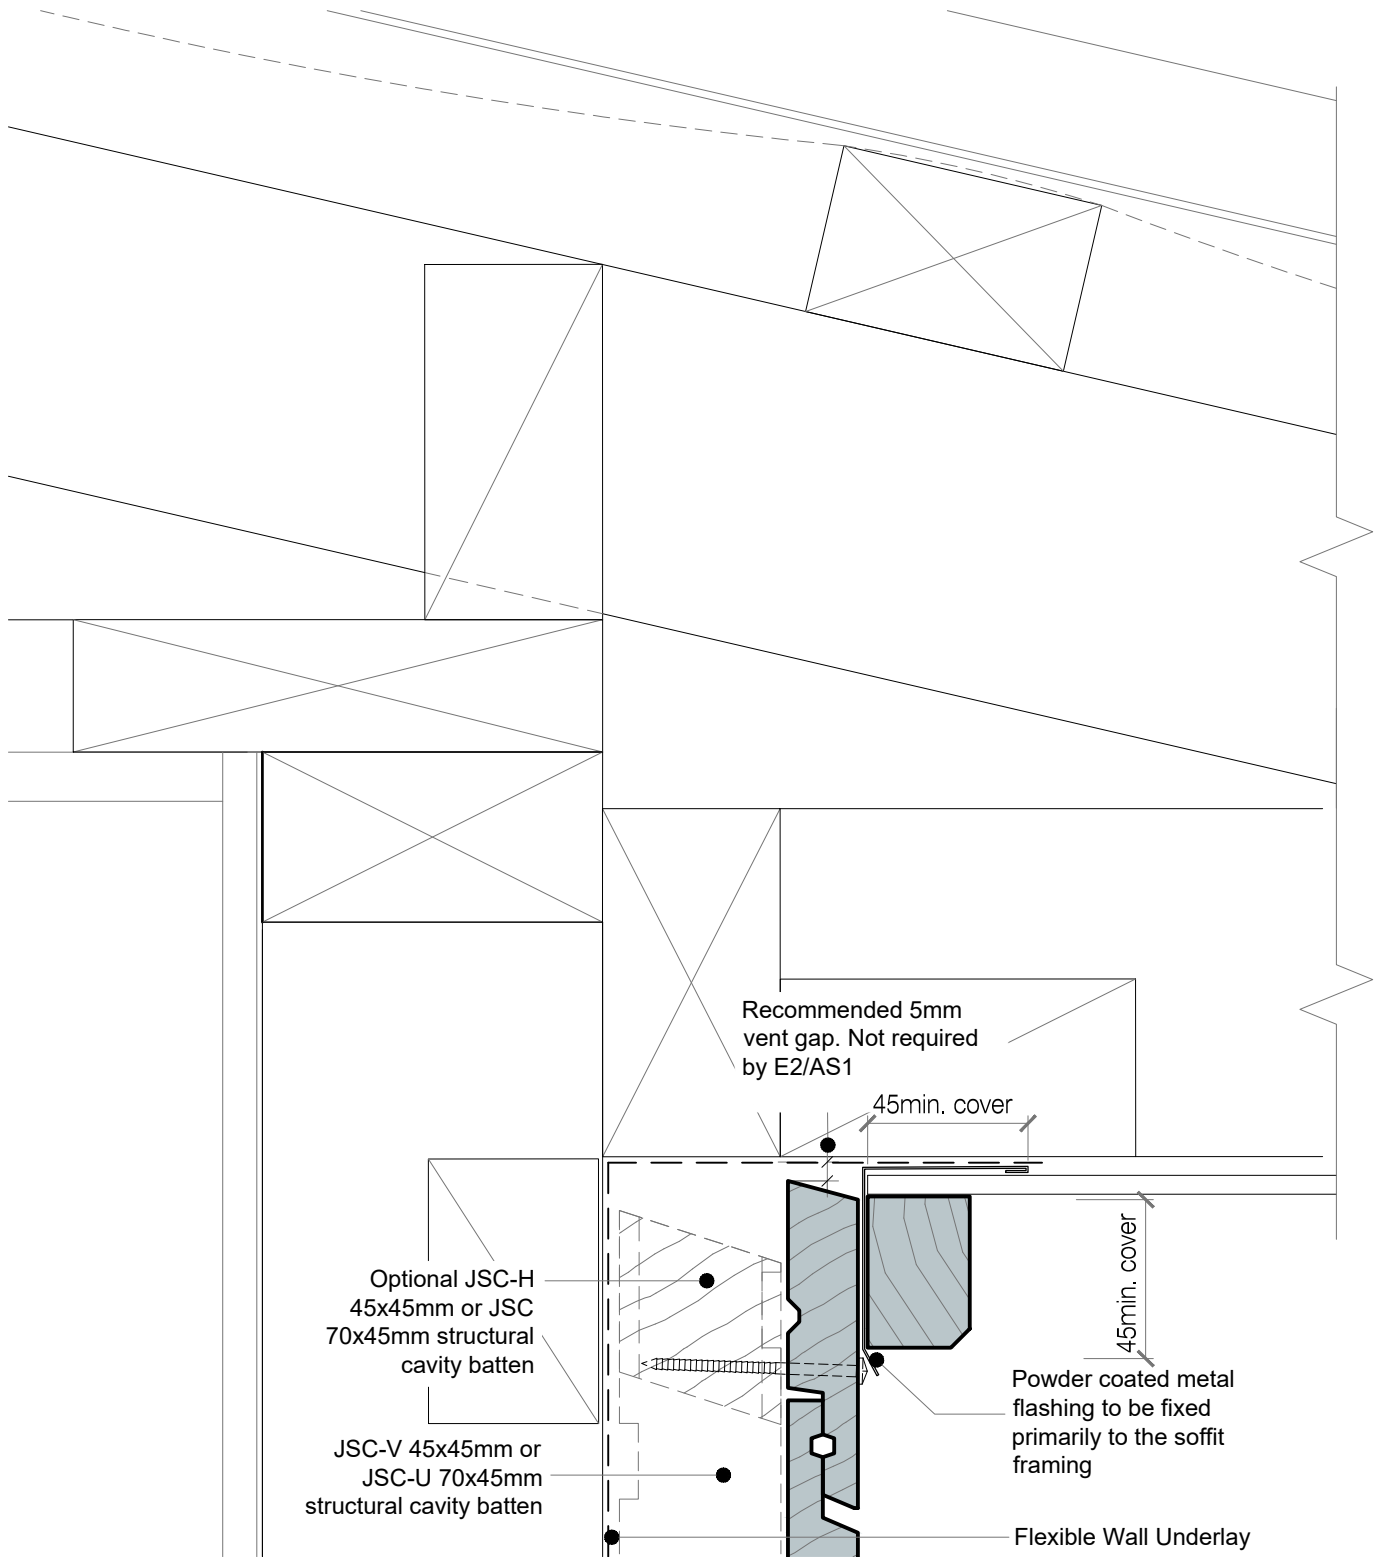 Recommended 5mm
vent gap. Not required
by E2/AS1
45min. cover
45min. cover
Optional JSC-H
45x45mm or JSC
70x45mm structural
cavity batten
Powder coated metal
flashing to be fixed
primarily to the soffit
framing
JSC-V 45x45mm or
JSC-U 70x45mm
structural cavity batten
Flexible Wall Underlay